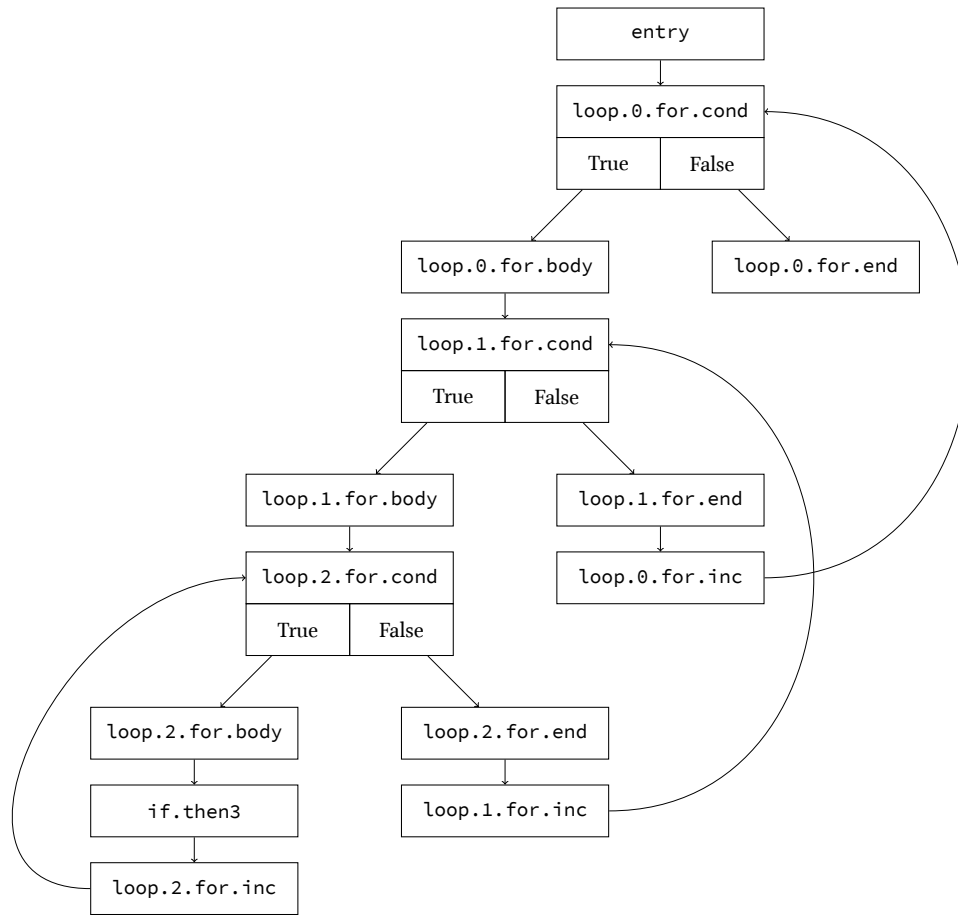 entry
loop.0.for.cond
True False
loop.0.for.body loop.0.for.end
loop.1.for.cond
True False
loop.1.for.body loop.1.for.end
loop.2.for.cond loop.0.for.inc
True False
loop.2.for.body loop.2.for.end
if.then3 loop.1.for.inc
loop.2.for.inc